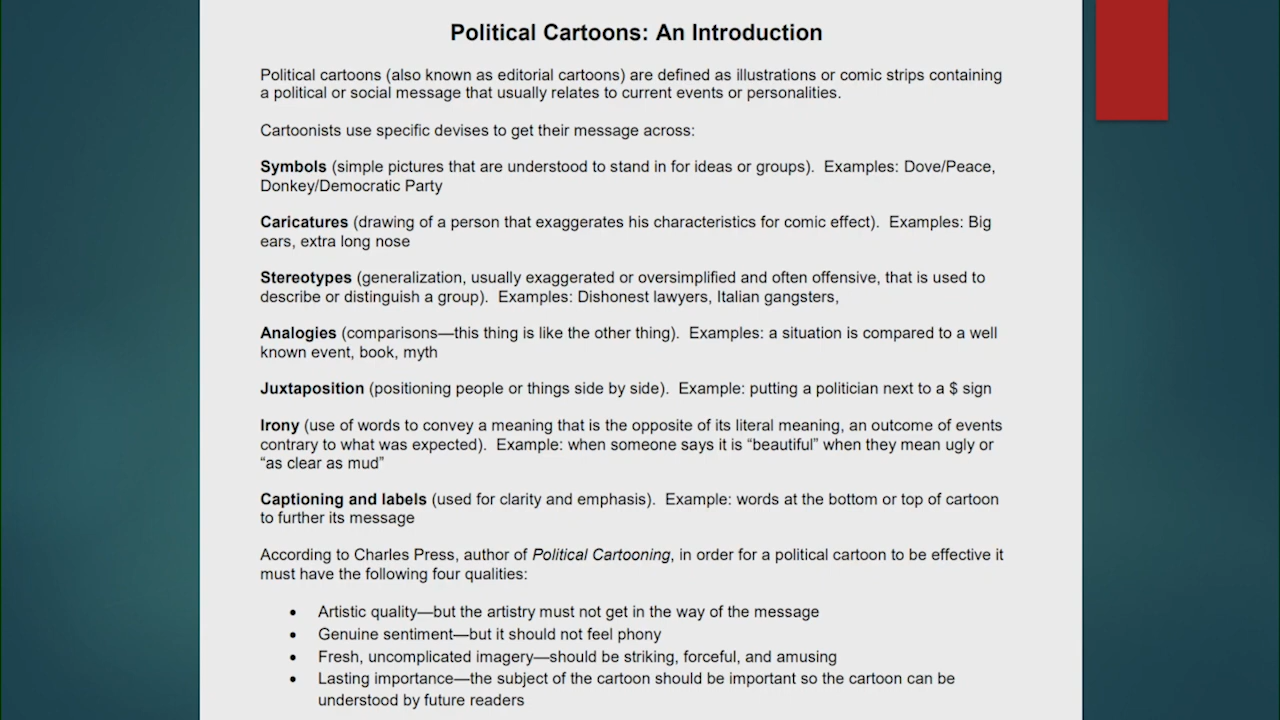 Political Cartoons: An Introduction
Political cartoons (also known as editorial cartoons) are defined as illustrations or comic strips containing
a political or social message that usually relates to current events or personalities.
Cartoonists use specific devises to get their message across:
Symbols (simple pictures that are understood to stand in for ideas or groups).  Examples: Dove/Peace,
Donkey/Democratic Party
Caricatures (drawing of a person that exaggerates his characteristics for comic effect).  Examples: Big
ears, extra long nose
Stereotypes (generalization, usually exaggerated or oversimplified and often offensive, that is used to
describe or distinguish a group).  Examples: Dishonest lawyers, Italian gangsters,
Analogies (comparisons—this thing is like the other thing).  Examples: a situation is compared to a well
known event, book, myth
Juxtaposition (positioning people or things side by side).  Example: putting a politician next to a $ sign
Irony (use of words to convey a meaning that is the opposite of its literal meaning, an outcome of events
contrary to what was expected).  Example: when someone says it is “beautiful” when they mean ugly or
“as clear as mud”
Captioning and labels (used for clarity and emphasis).  Example: words at the bottom or top of cartoon
to further its message
According to Charles Press, author of Political Cartooning, in order for a political cartoon to be effective it
must have the following four qualities:
• Artistic quality—but the artistry must not get in the way of the message
• Genuine sentiment—but it should not feel phony
• Fresh, uncomplicated imagery—should be striking, forceful, and amusing
• Lasting importance—the subject of the cartoon should be important so the cartoon can be
understood by future readers